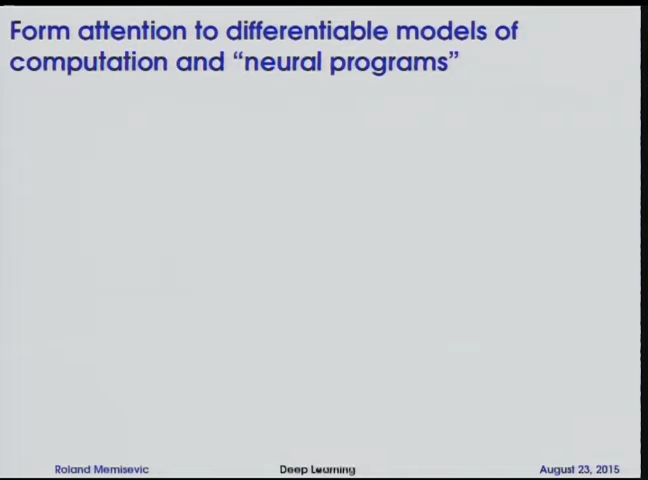 Form attention to differentiable models of
computation and “neural programs”
Roland Memisevic Deep Learning August 23, 2015